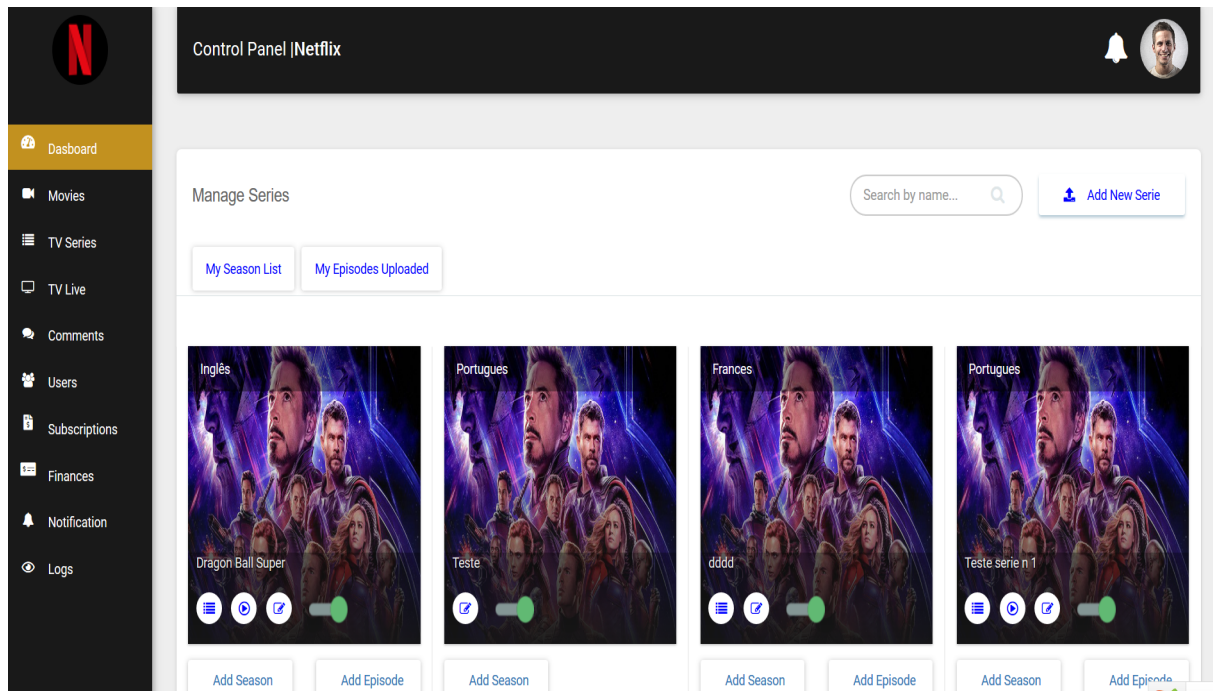 N
Control Panel |Netflix
Dasboard
Movies
TV Series
TV Live
Comments
Users
Subscriptions
Finances
Notification
Logs
Manage Series
Search by name...
Add New Serie
My Season List
My Episodes Uploaded
Inglês
Portugues
Frances
Portugues
Dragon Ball Super
Teste
dddd
Teste serie n 1
Add Season
Add Episode
Add Season
Add Season
Add Episode
Add Season
Add Episode